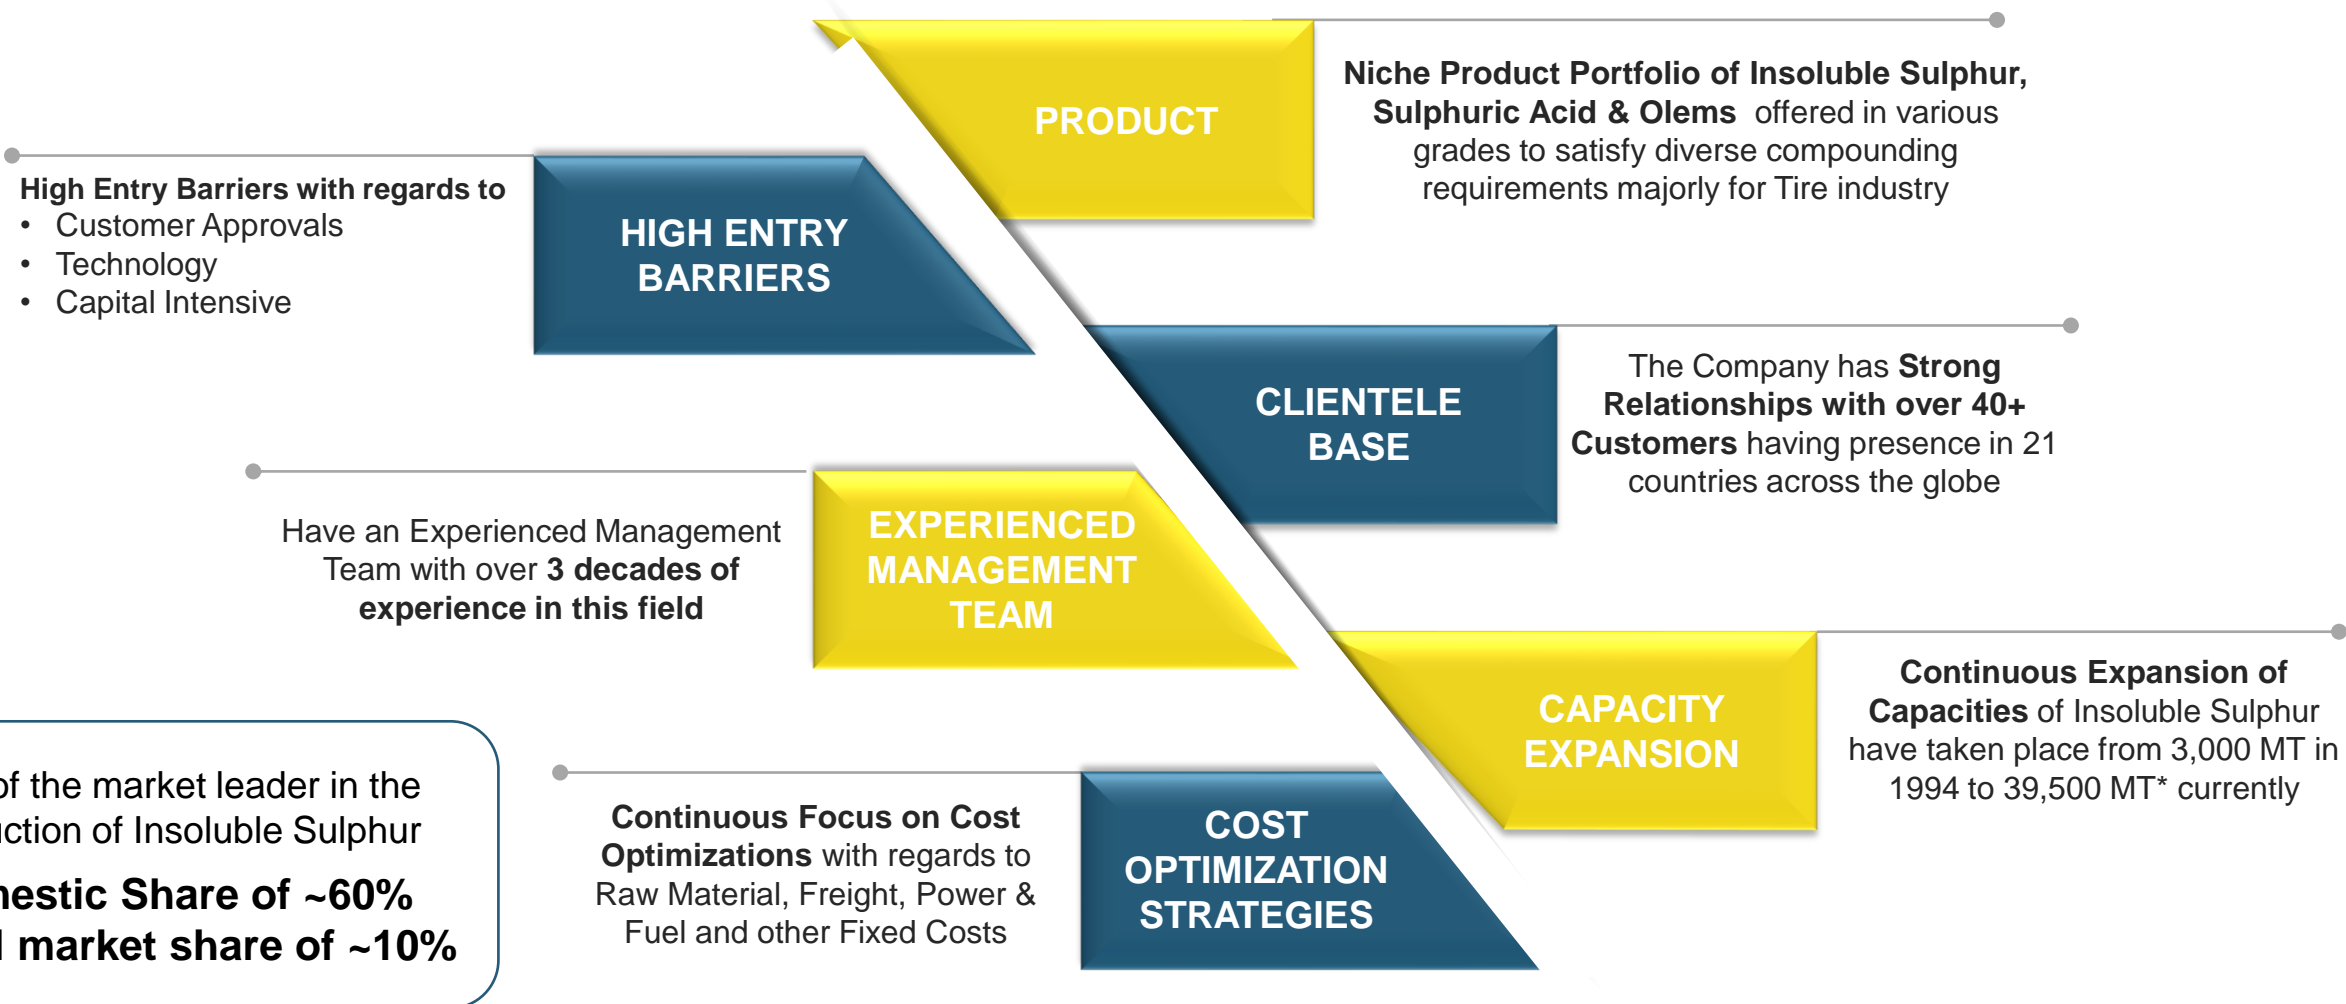 PRODUCT
Niche Product Portfolio of Insoluble Sulphur,
Sulphuric Acid & Olems offered in various
grades to satisfy diverse compounding
requirements majorly for Tire industry
High Entry Barriers with regards to
• Customer Approvals
• Technology
• Capital Intensive
HIGH ENTRY
BARRIERS
CLIENTELE
BASE
The Company has Strong
Relationships with over 40+
Customers having presence in 21
countries across the globe
Have an Experienced Management
Team with over 3 decades of
experience in this field
EXPERIENCED
MANAGEMENT
TEAM
CAPACITY
EXPANSION
Continuous Expansion of
Capacities of Insoluble Sulphur
have taken place from 3,000 MT in
1994 to 39,500 MT* currently
of the market leader in the
of Insoluble Sulphur
Share of ~60%
market share of ~10%
Continuous Focus on Cost
Optimizations with regards to
Raw Material, Freight, Power &
Fuel and other Fixed Costs
COST
OPTIMIZATION
STRATEGIES